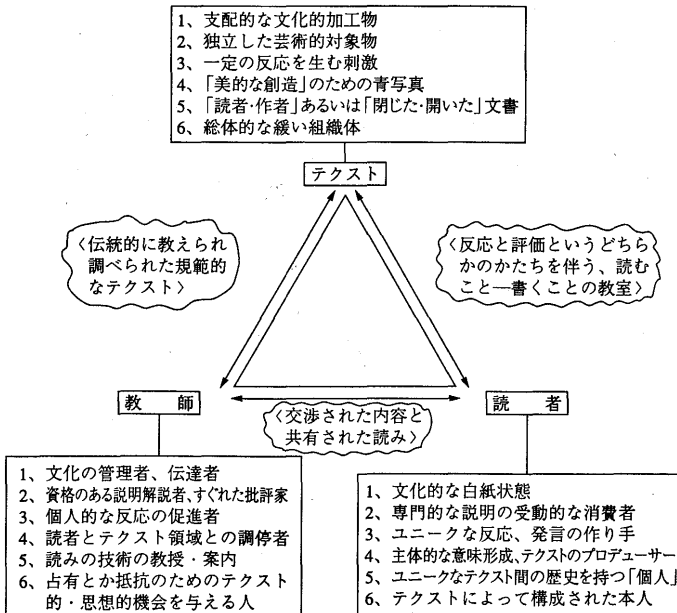 1、支配的な文化的加工物
2、独立した芸術的対象物
3、一定の反応を生む刺激
4、「美的な創造」のための青写真
5、「読者・作者」あるいは「閉じた・開いた」文書
6、総体的な緩い組織体
テクスト
〈伝統的に教えられ
調べられた規範的
なテクスト〉
〈反応と評価というどちら
かのかたちを伴う、読む
こと—書くことの教室〉
教師
〈交渉された内容と
共有された読み〉
読者
1、文化の管理者、伝達者
2、資格のある説明解説者、すぐれた批評家
3、個人的な反応の促進者
4、読者とテクスト領域との調停者
5、読みの技術の教授・案内
6、占有とか抵抗のためのテクスト
的・思想的機会を与える人
1、文化的な白紙状態
2、専門的な説明の受動的な消費者
3、ユニークな反応、発言の作り手
4、主体的な意味形成、テクストのプロデューサー
5、ユニークなテクスト間の歴史を持つ「個人」
6、テクストによって構成された本人